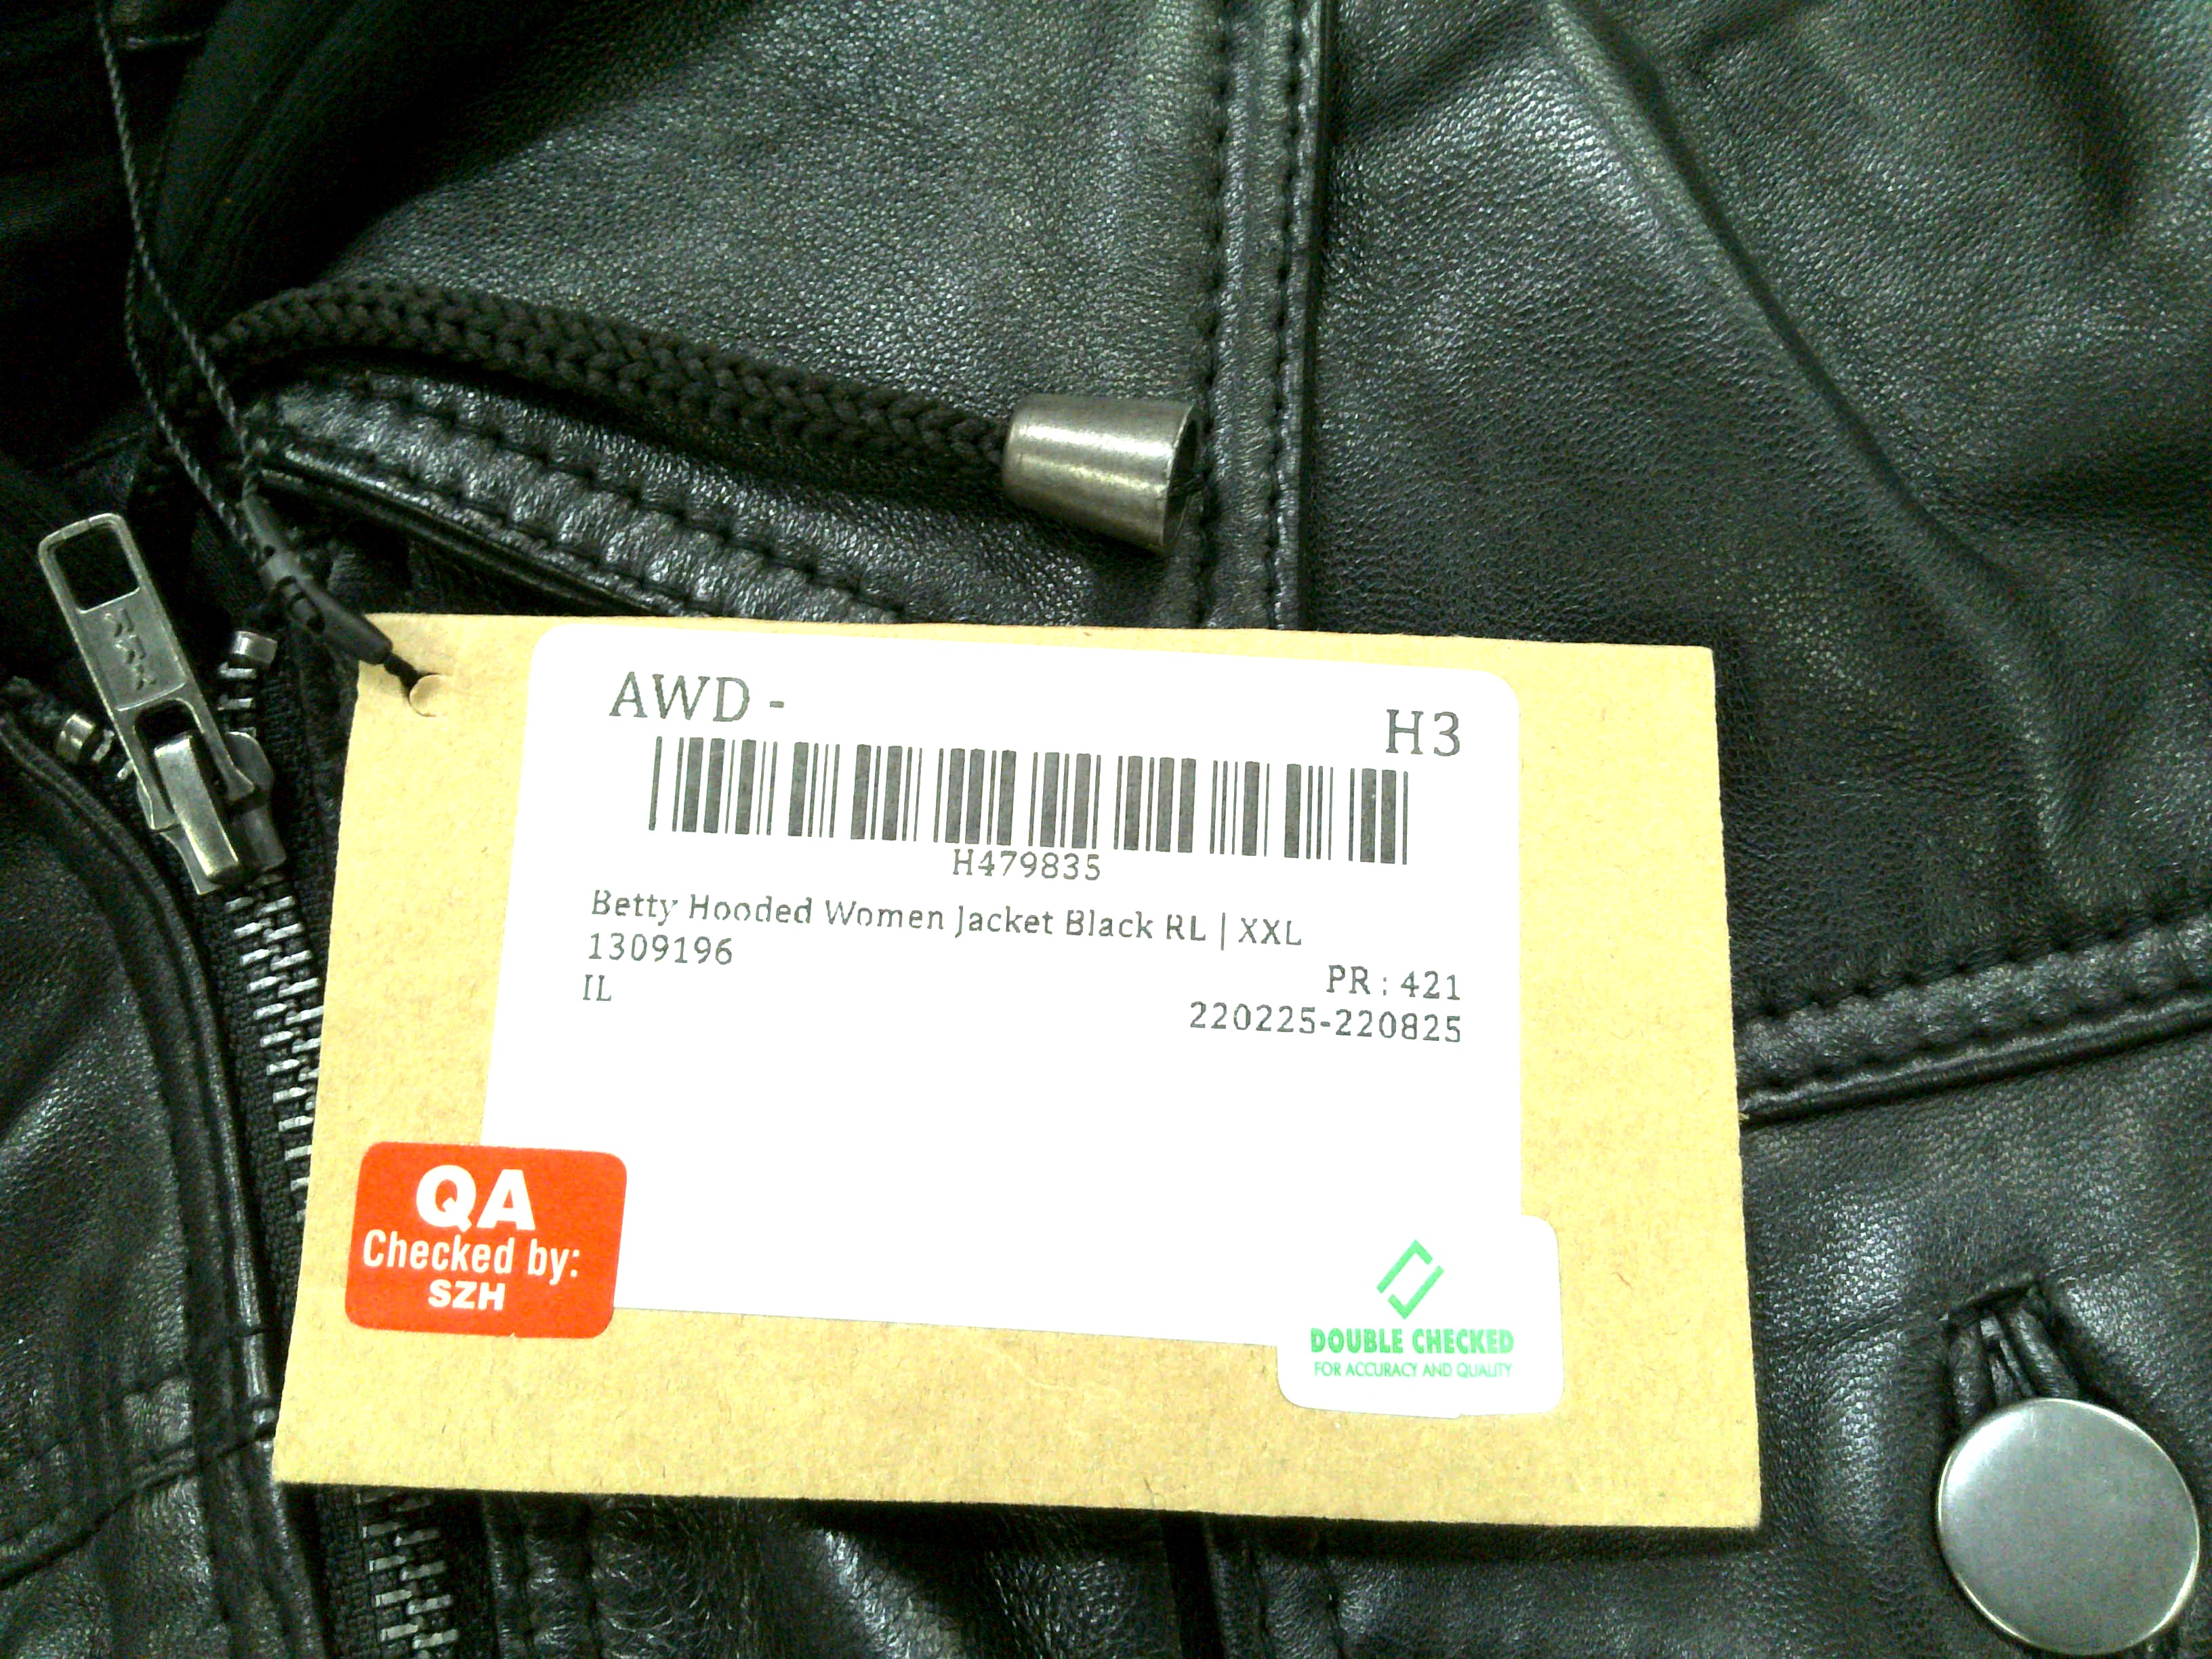 AWD -
H3
H479835
Betty Hooded Women Jacket Black RL | XXL
1309196
PR : 421
IL
220225-220825
QA
Checked by:
SZH
DOUBLE CHECKED
FOR ACCURACY AND QUALITY